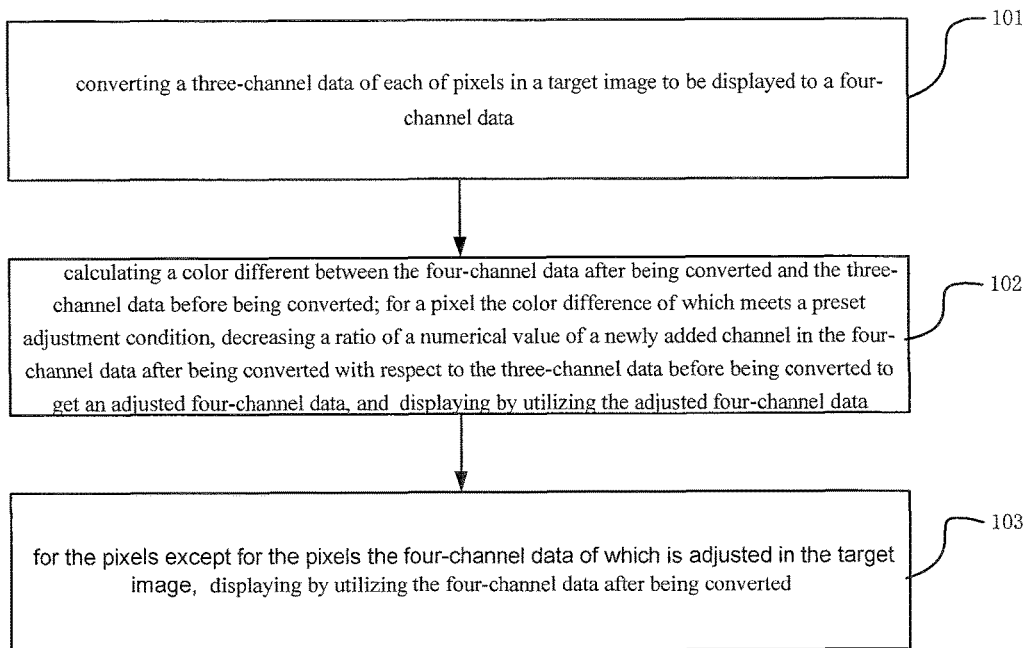 101
converting a three-channel data of each of pixels in a target image to be displayed to a four-
channel data
calculating a color different between the four-channel data after being converted and the three-
channel data before being converted; for a pixel the color difference of which meets a preset
adjustment condition, decreasing a ratio of a numerical value of a newly added channel in the four-
channel data after being converted with respect to the three-channel data before being converted to
get an adjusted four-channel data, and displaying by utilizing the adjusted four-channel data
102
for the pixels except for the pixels the four-channel data of which is adjusted in the target
image, displaying by utilizing the four-channel data after being converted
103